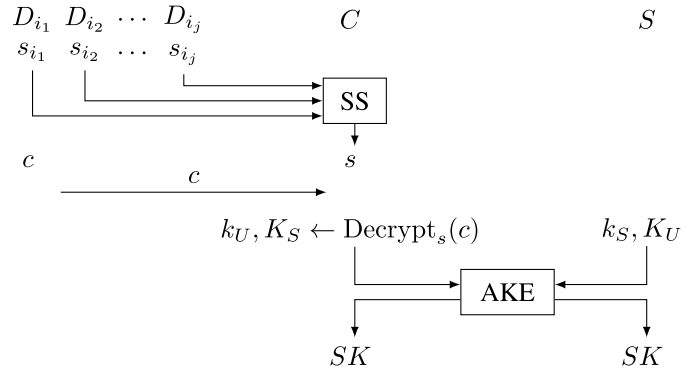 D_{i_1} D_{i_2} ⋯ D_{i_j} C S
s_{i_1} s_{i_2} ⋯ s_{i_j}
SS
c c s
k_U, K_S ← Decrypt_s(c) k_S, K_U
AKE
SK SK